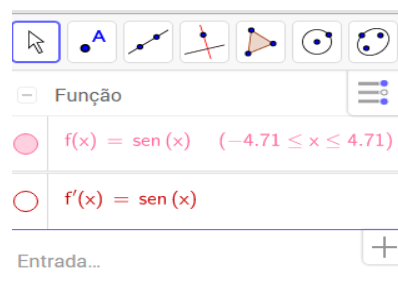 A
Função
f(x) = sen (x) (−4.71 ≤ x ≤ 4.71)
f′(x) = sen (x)
Entrada...